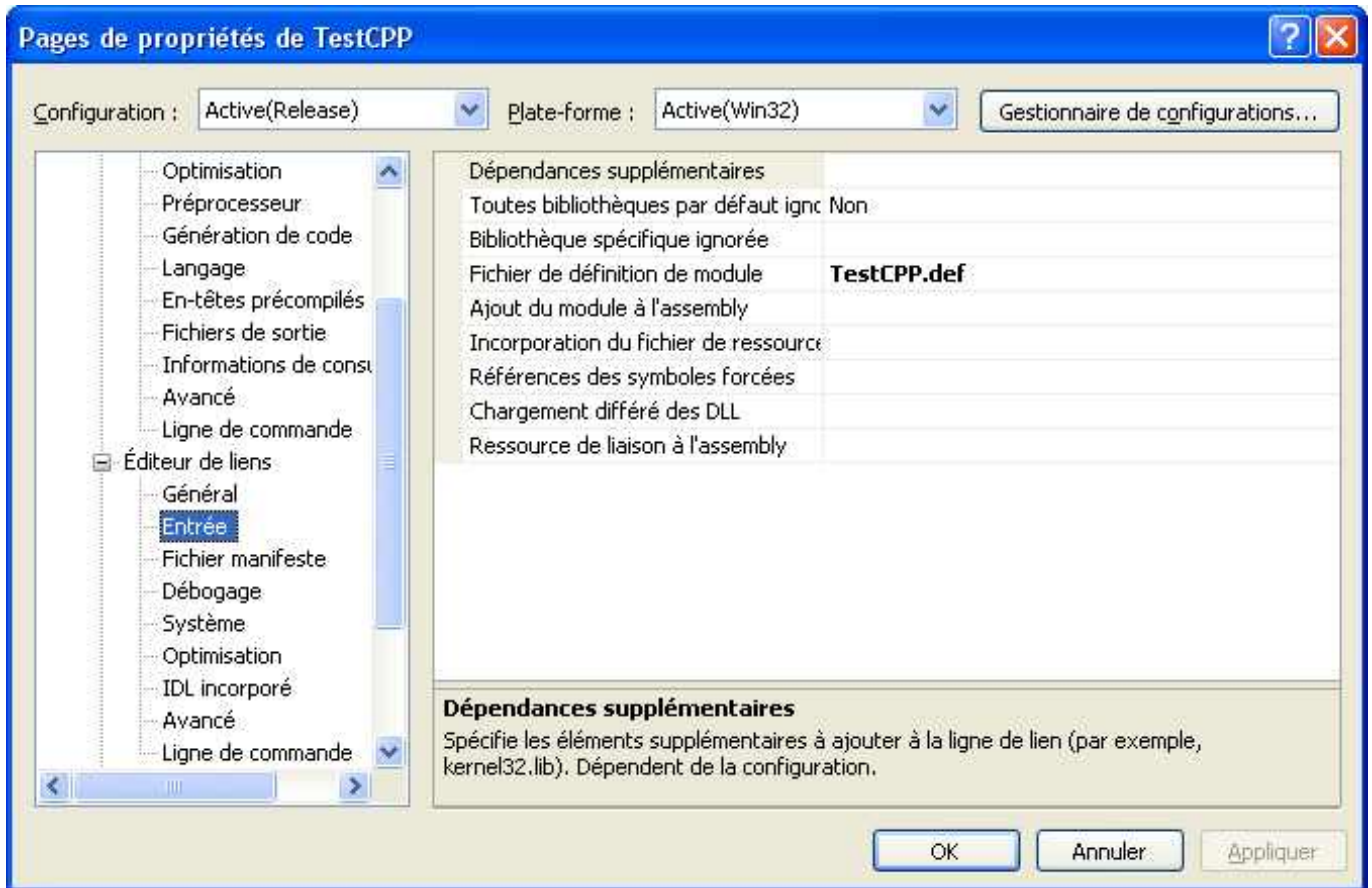 Pages de propriétés de TestCPP
Configuration : Active(Release) Plate-forme : Active(Win32) Gestionnaire de configurations...
Optimisation
Préprocesseur
Génération de code
Langage
En-têtes précompilés
Fichiers de sortie
Informations de consu
Avancé
Ligne de commande
Éditeur de liens
Général
Entrée
Fichier manifeste
Débogage
Système
Optimisation
IDL incorporé
Avancé
Ligne de commande
Dépendances supplémentaires
Toutes bibliothèques par défaut igno Non
Bibliothèque spécifique ignorée
Fichier de définition de module TestCPP.def
Ajout du module à l'assembly
Incorporation du fichier de ressource
Références des symboles forcées
Chargement différé des DLL
Ressource de liaison à l'assembly
Dépendances supplémentaires
Spécifie les éléments supplémentaires à ajouter à la ligne de lien (par exemple,
kernel32.lib). Dépendent de la configuration.
OK Annuler Appliquer